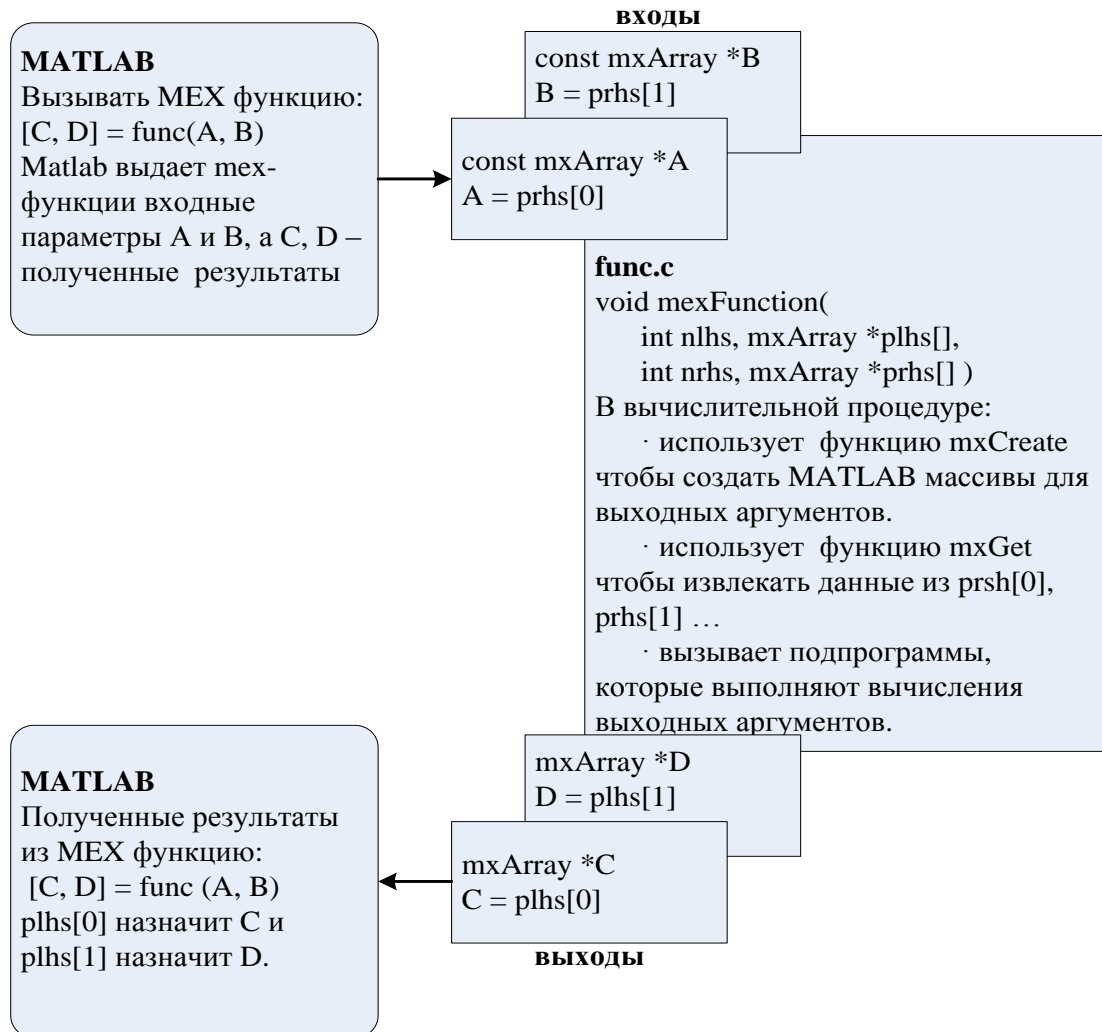 входы
MATLAB
Вызывать MEX функцию:
[C, D] = func(A, B)
Matlab выдает mex-
функции входные
параметры A и B, а C, D –
полученные результаты
const mxArray *B
B = prhs[1]
const mxArray *A
A = prhs[0]
func.c
void mexFunction(
int nlhs, mxArray *plhs[],
int nrhs, mxArray *prhs[] )
В вычислительной процедуре:
· использует функцию mxCreate
чтобы создать MATLAB массивы для
выходных аргументов.
· использует функцию mxGet
чтобы извлекать данные из prsh[0],
prhs[1] …
· вызывает подпрограммы,
которые выполняют вычисления
выходных аргументов.
mxArray *D
D = plhs[1]
mxArray *C
C = plhs[0]
выходы
MATLAB
Полученные результаты
из MEX функцию:
[C, D] = func (A, B)
plhs[0] назначит C и
plhs[1] назначит D.